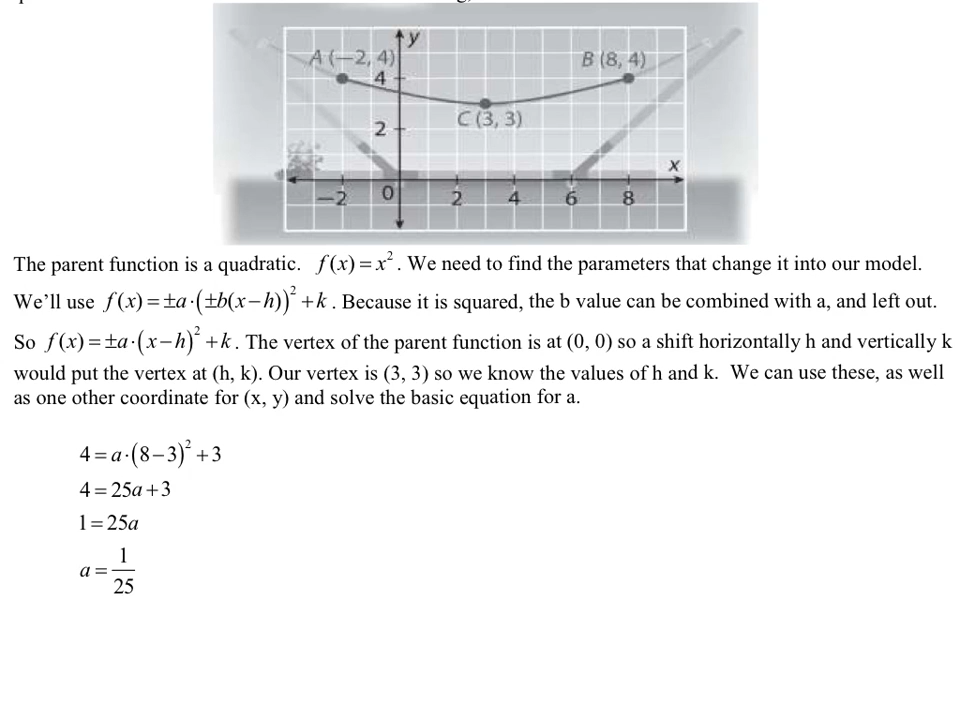 y
A (−2, 4)
B (8, 4)
4
C (3, 3)
2
x
−2 0 2 4 6 8
The parent function is a quadratic. f(x)=x². We need to find the parameters that change it into our model.
We’ll use f(x)=±a·(±b(x−h))²+k. Because it is squared, the b value can be combined with a, and left out.
So f(x)=±a·(x−h)²+k. The vertex of the parent function is at (0, 0) so a shift horizontally h and vertically k
would put the vertex at (h, k). Our vertex is (3, 3) so we know the values of h and k. We can use these, as well
as one other coordinate for (x, y) and solve the basic equation for a.
4=a·(8−3)²+3
4=25a+3
1=25a
a=1/25